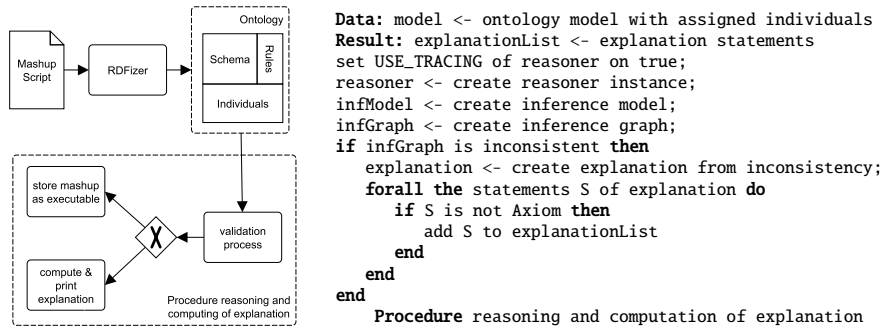 Ontology
Mashup
Script
RDFizer
Schema
Rules
Individuals
store mashup
as executable
X
validation
process
compute &
print
explanation
Procedure reasoning and
computing of explanation
Data: model <- ontology model with assigned individuals
Result: explanationList <- explanation statements
set USE_TRACING of reasoner on true;
reasoner <- create reasoner instance;
infModel <- create inference model;
infGraph <- create inference graph;
if infGraph is inconsistent then
explanation <- create explanation from inconsistency;
forall the statements S of explanation do
if S is not Axiom then
add S to explanationList
end
end
end
Procedure reasoning and computation of explanation